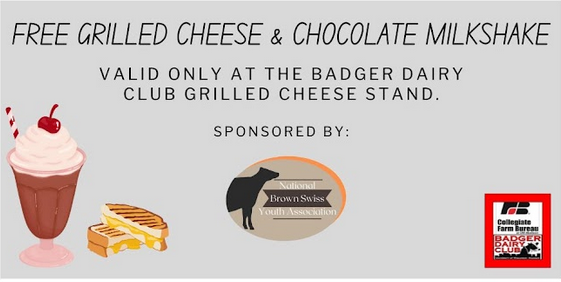 FREE GRILLED CHEESE & CHOCOLATE MILKSHAKE
VALID ONLY AT THE BADGER DAIRY
CLUB GRILLED CHEESE STAND.
SPONSORED BY:
National
Brown Swiss
Youth Association
Collegiate
Farm Bureau
BADGER
DAIRY
CLUB